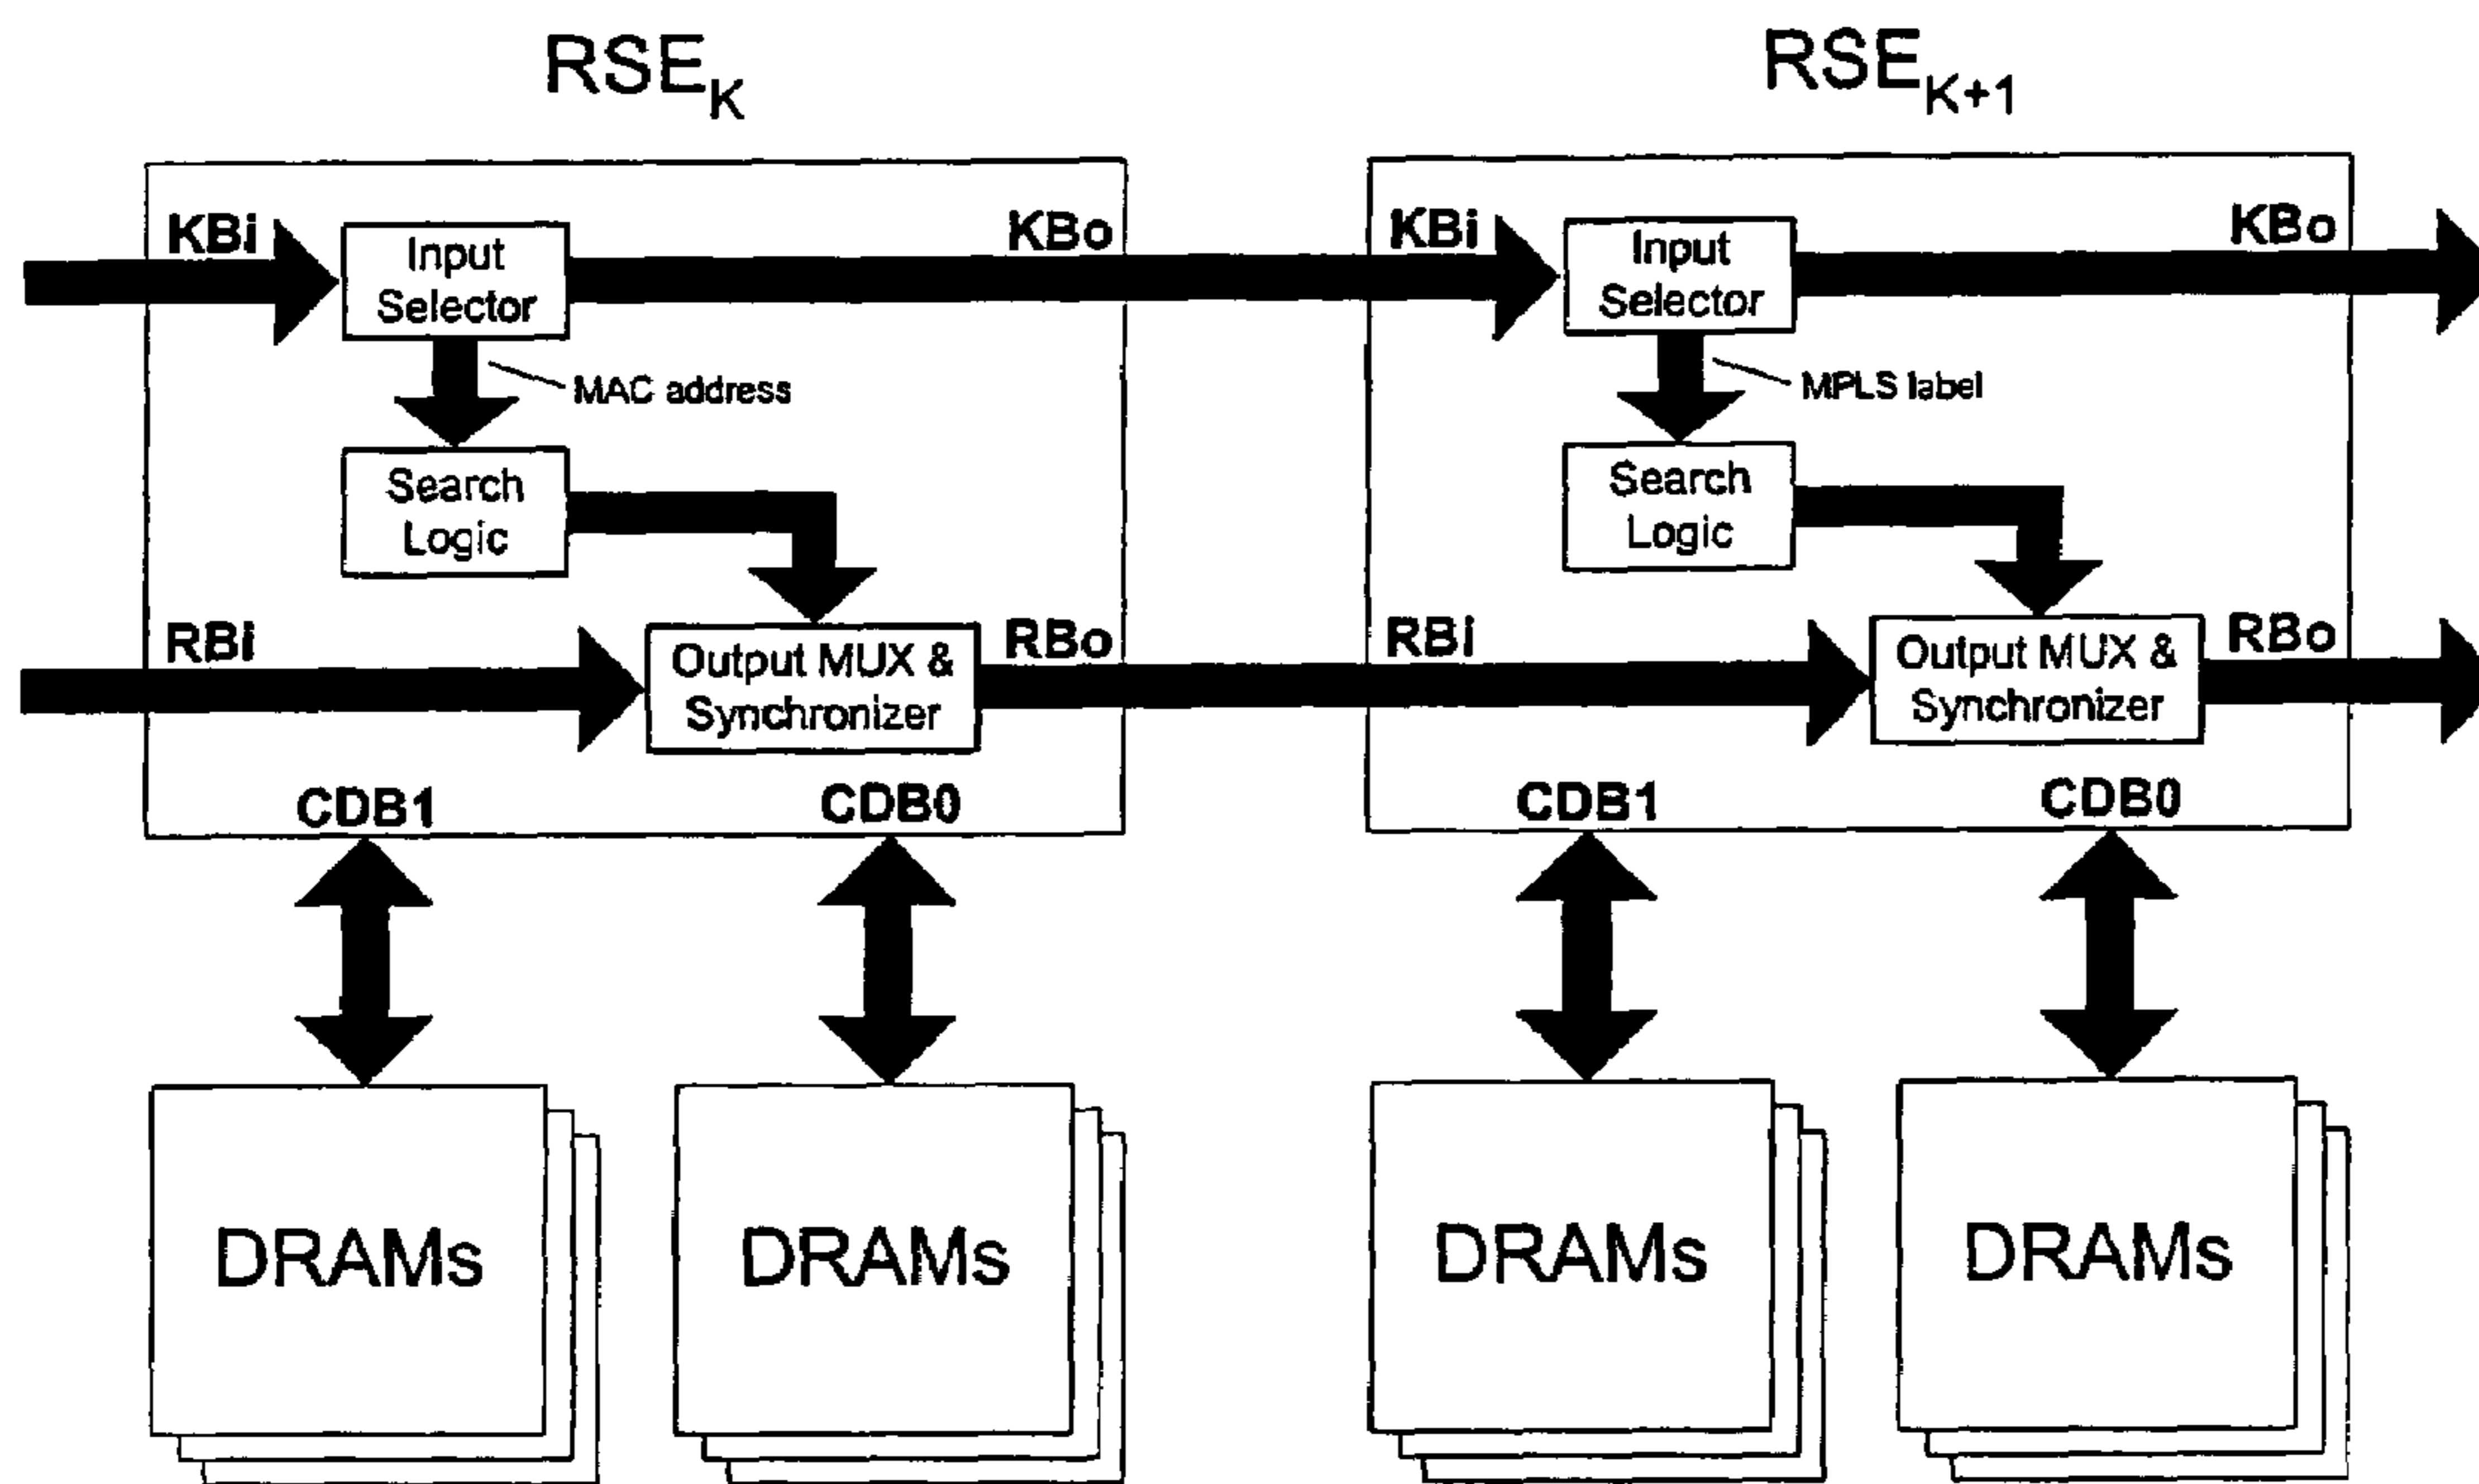 RSEK
RSEK+1
KBi
Input
Selector
KBo
KBi
Input
Selector
KBo
MAC address
MPLS label
Search
Logic
Search
Logic
RBi
Output MUX &
Synchronizer
RBo
RBi
Output MUX &
Synchronizer
RBo
CDB1
CDB0
CDB1
CDB0
DRAMs
DRAMs
DRAMs
DRAMs